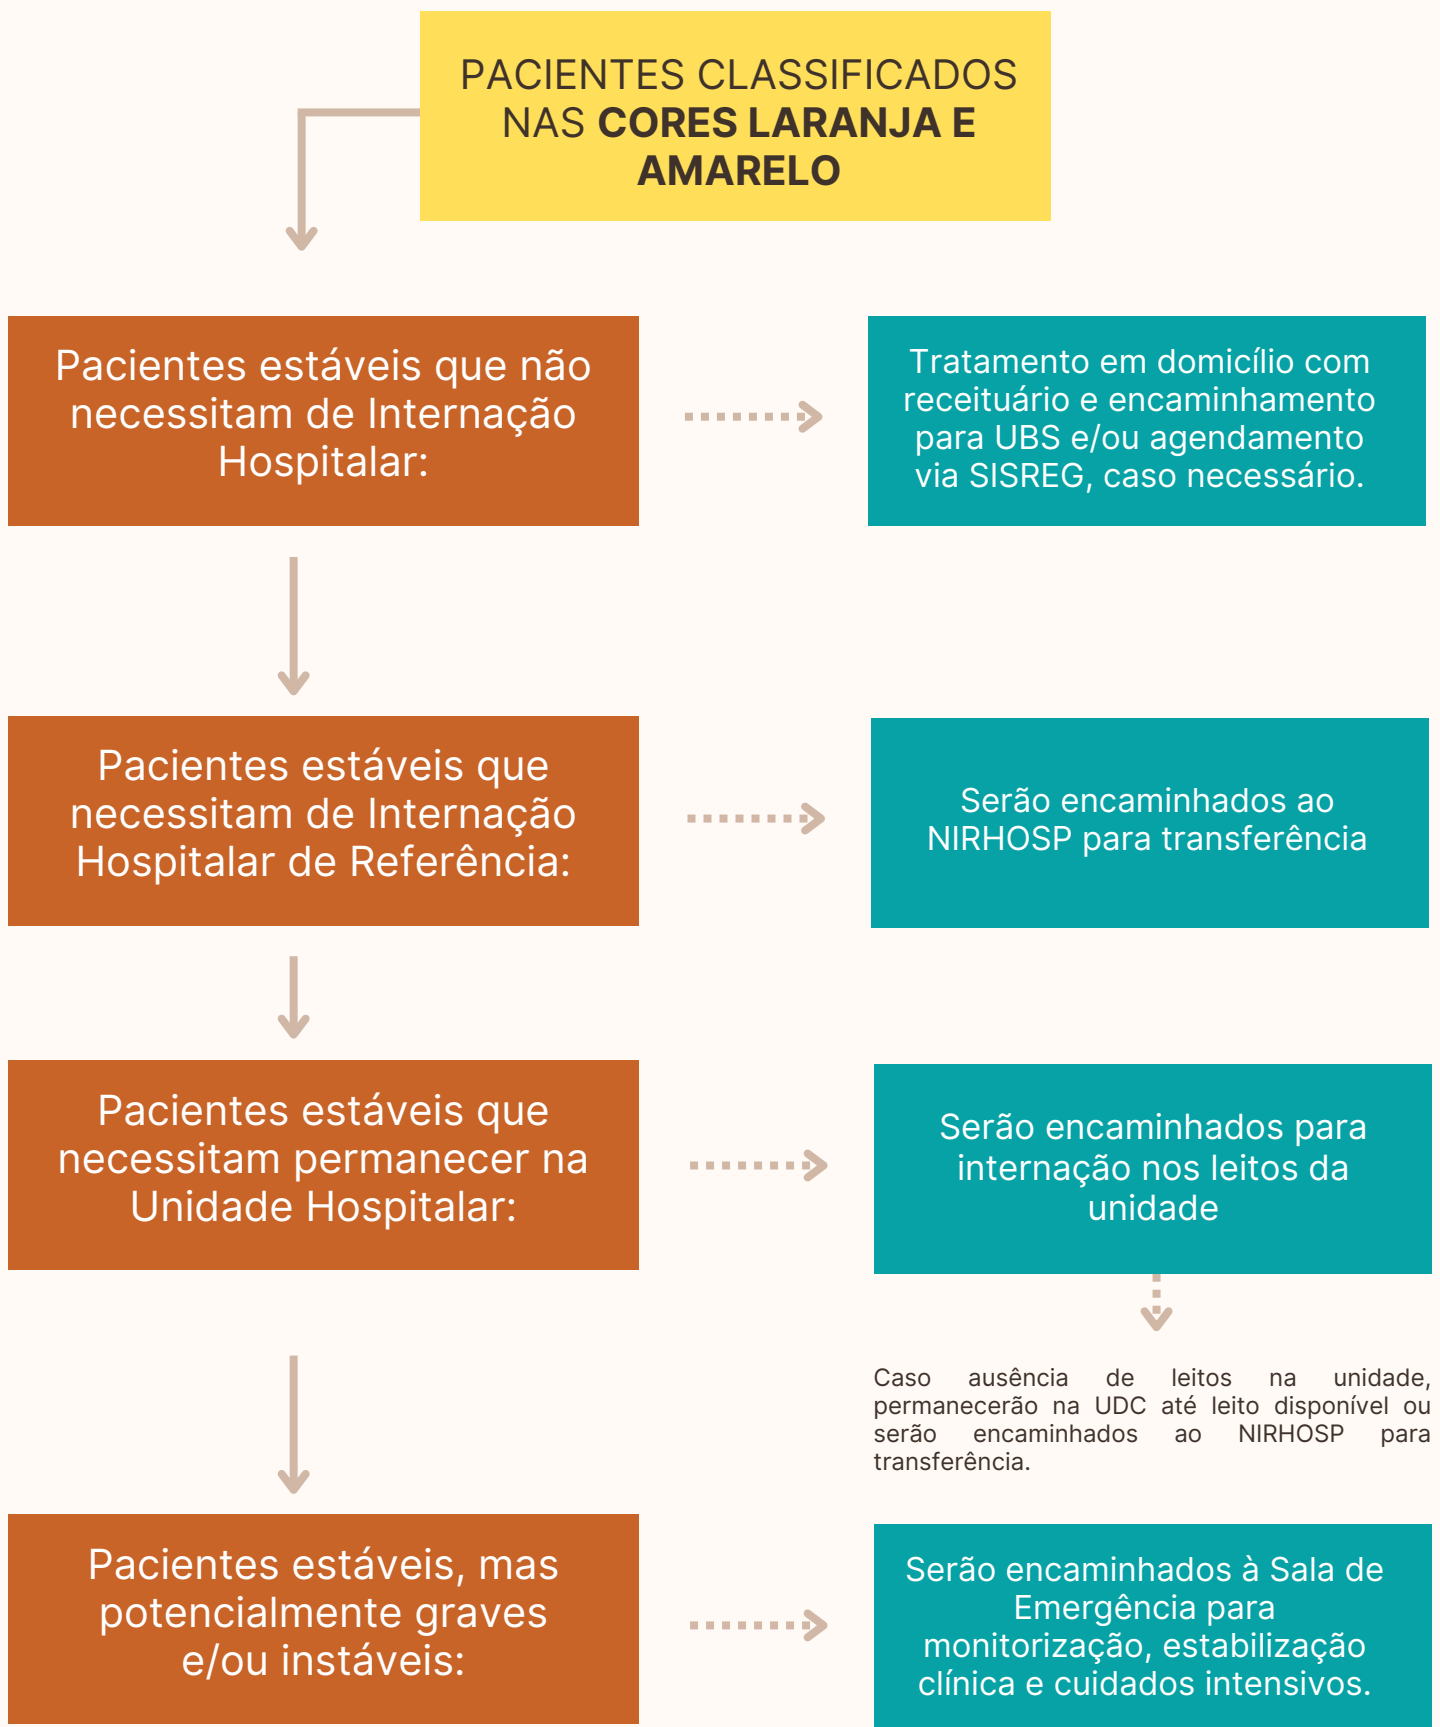 PACIENTES CLASSIFICADOS
NAS CORES LARANJA E
AMARELO
Pacientes estáveis que não
necessitam de Internação
Hospitalar:
Tratamento em domicílio com
receituário e encaminhamento
para UBS e/ou agendamento
via SISREG, caso necessário.
Pacientes estáveis que
necessitam de Internação
Hospitalar de Referência:
Serão encaminhados ao
NIRHOSP para transferência
Pacientes estáveis que
necessitam permanecer na
Unidade Hospitalar:
Serão encaminhados para
internação nos leitos da
unidade
Caso ausência de leitos na unidade,
permanecerão na UDC até leito disponível ou
serão encaminhados ao NIRHOSP para
transferência.
Pacientes estáveis, mas
potencialmente graves
e/ou instáveis:
Serão encaminhados à Sala de
Emergência para
monitorização, estabilização
clínica e cuidados intensivos.